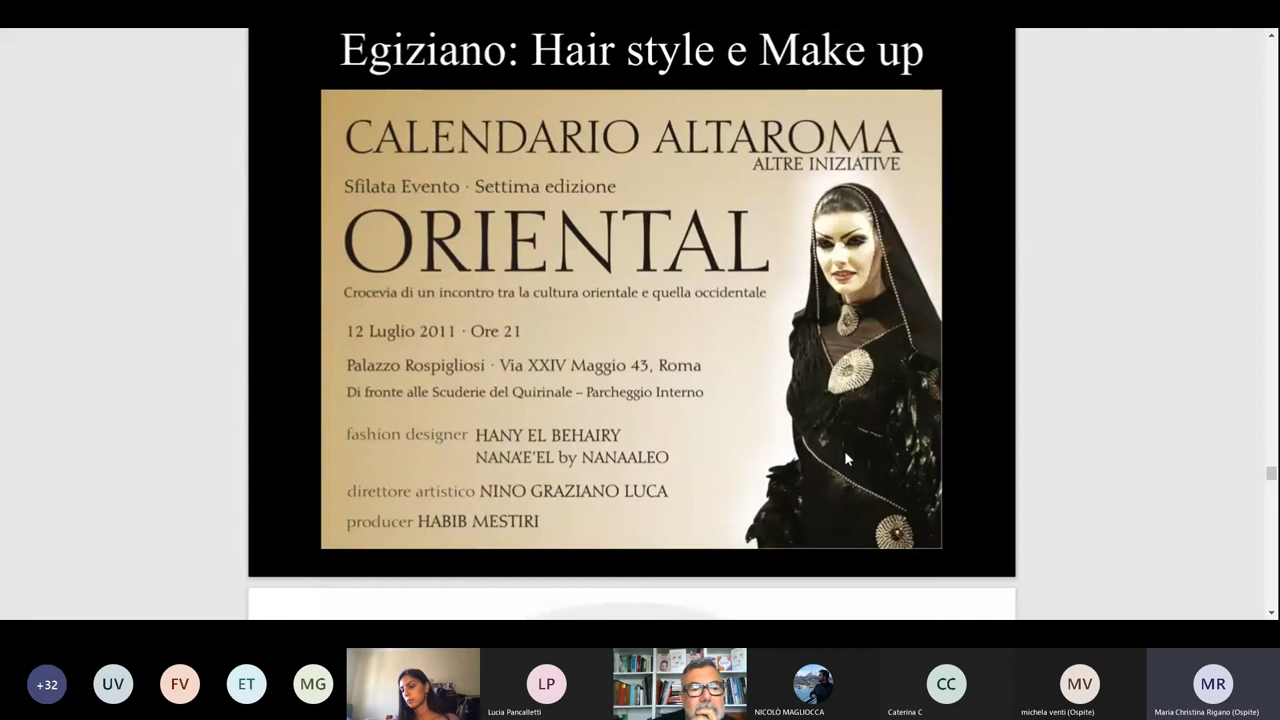 Egiziano: Hair style e Make up
CALENDARIO ALTAROMA
ALTRE INIZIATIVE
Sfilata Evento · Settima edizione
ORIENTAL
Crocevia di un incontro tra la cultura orientale e quella occidentale
12 Luglio 2011 · Ore 21
Palazzo Rospigliosi · Via XXIV Maggio 43, Roma
Di fronte alle Scuderie del Quirinale – Parcheggio Interno
fashion designer HANY EL BEHAIRY
NANA'E'EL by NANAALEO
direttore artistico NINO GRAZIANO LUCA
producer HABIB MESTIRI
+32
UV
FV
ET
MG
LP
CC
MV
MR
Lucia Pancalletti
NICOLÒ MAGLIOCCA
Caterina C
michela venti (Ospite)
Maria Christina Rigano (Ospite)